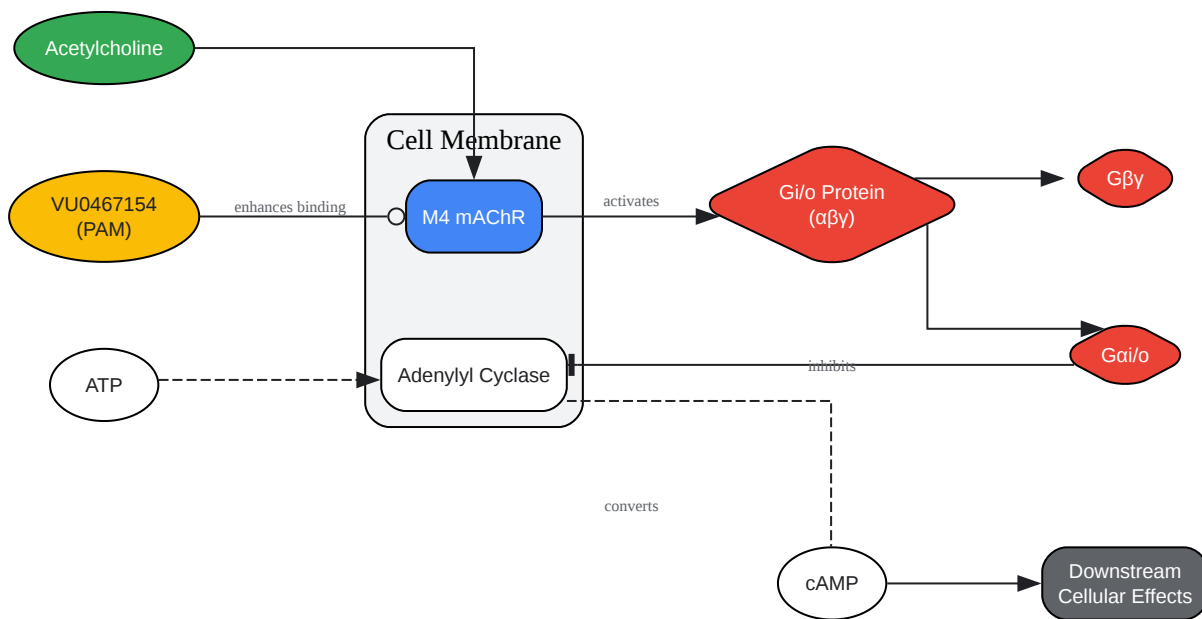 Acetylcholine
Cell Membrane
VU0467154
(PAM)
enhances binding
M4 mAChR
activates
Gi/o Protein
(αβγ)
Gβγ
ATP
Adenylyl Cyclase
inhibits
Gαi/o
converts
cAMP
Downstream
Cellular Effects